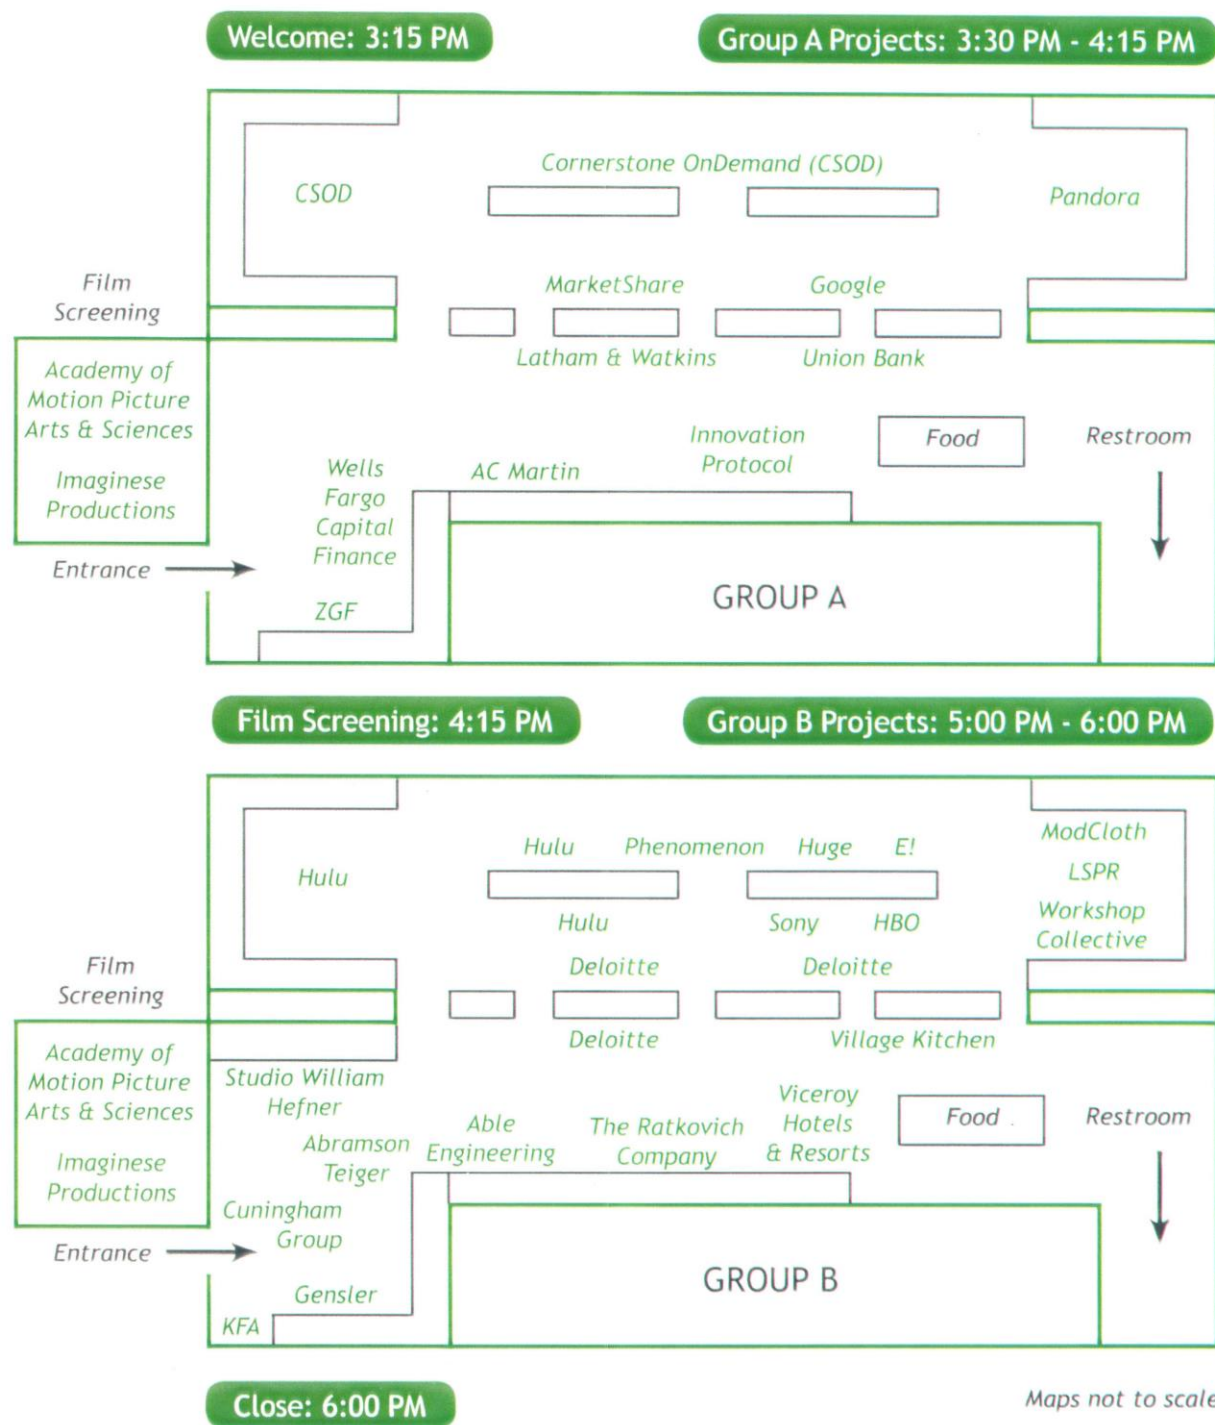 Welcome: 3:15 PM
Group A Projects: 3:30 PM - 4:15 PM
Cornerstone OnDemand (CSOD)
CSOD
Pandora
Film
Screening
MarketShare
Google
Latham & Watkins
Union Bank
Academy of
Motion Picture
Arts & Sciences
Imaginese
Productions
Innovation
Protocol
Food
Restroom
Wells
Fargo
Capital
Finance
AC Martin
Entrance
ZGF
GROUP A
Film Screening: 4:15 PM
Group B Projects: 5:00 PM - 6:00 PM
Hulu
Hulu
Phenomenon
Huge
E!
ModCloth
LSPR
Workshop
Collective
Hulu
Sony
HBO
Film
Screening
Deloitte
Deloitte
Deloitte
Village Kitchen
Academy of
Motion Picture
Arts & Sciences
Imaginese
Productions
Studio William
Hefner
Abramson
Teiger
Able
Engineering
The Ratkovich
Company
Viceroy
Hotels
& Resorts
Food
Restroom
Cuningham
Group
Entrance
Gensler
KFA
GROUP B
Close: 6:00 PM
Maps not to scale